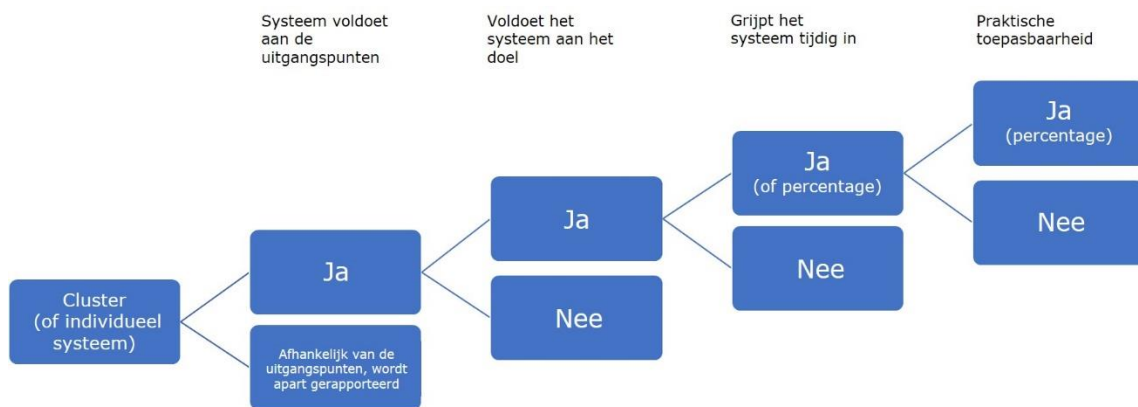 Systeem voldoet
aan de
uitgangspunten
Voldoet het
systeem aan het
doel
Grijpt het
systeem tijdig in
Praktische
toepasbaarheid
Cluster
(of individueel
systeem)
Ja
Afhankelijk van de
uitgangspunten, wordt
apart gerapporteerd
Ja
Nee
Ja
(of percentage)
Nee
Ja
(percentage)
Nee